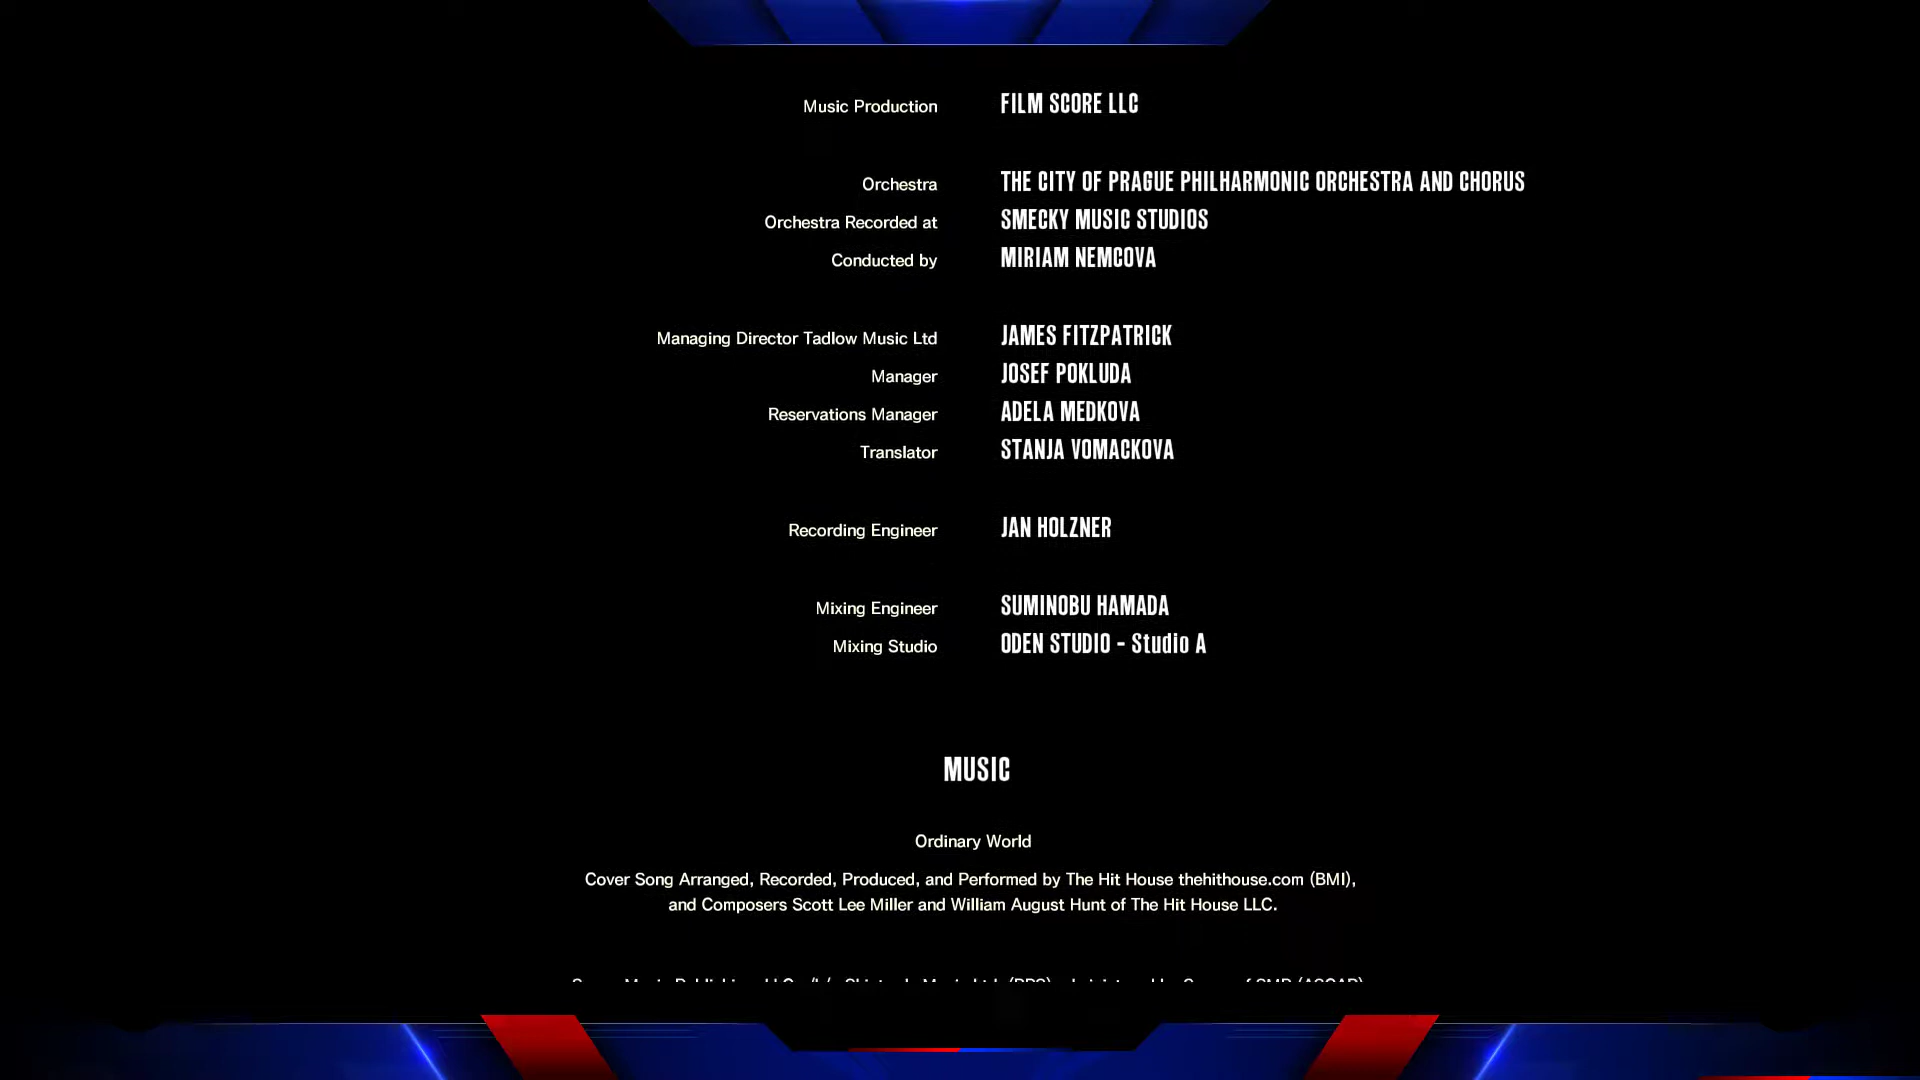 Music Production FILM SCORE LLC
Orchestra THE CITY OF PRAGUE PHILHARMONIC ORCHESTRA AND CHORUS
Orchestra Recorded at SMECKY MUSIC STUDIOS
Conducted by MIRIAM NEMCOVA
Managing Director Tadlow Music Ltd JAMES FITZPATRICK
Manager JOSEF POKLUDA
Reservations Manager ADELA MEDKOVA
Translator STANJA VOMACKOVA
Recording Engineer JAN HOLZNER
Mixing Engineer SUMINOBU HAMADA
Mixing Studio ODEN STUDIO - Studio A
MUSIC
Ordinary World
Cover Song Arranged, Recorded, Produced, and Performed by The Hit House thehithouse.com (BMI),
and Composers Scott Lee Miller and William August Hunt of The Hit House LLC.